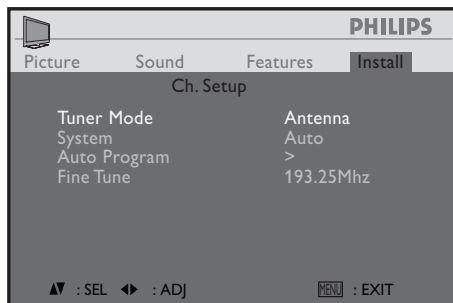 PHILIPS
Picture Sound Features Install
Ch. Setup
Tuner Mode Antenna
System Auto
Auto Program >
Fine Tune 193.25Mhz
▲▼ : SEL ◀▶ : ADJ MENU : EXIT